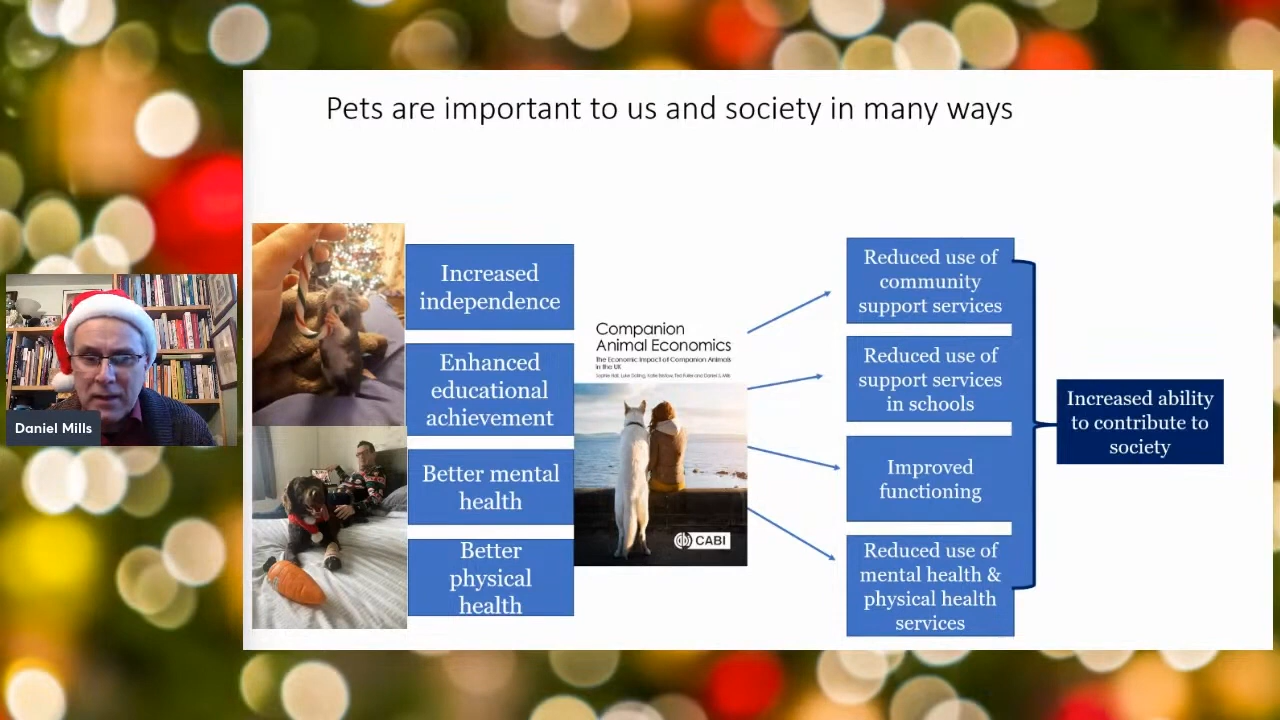 Pets are important to us and society in many ways
Daniel Mills
Increased
independence
Enhanced
educational
achievement
Better mental
health
Better
physical
health
Companion
Animal Economics
The Economic Impact of Companion Animals
in the UK
CABI
Reduced use of
community
support services
Reduced use of
support services
in schools
Improved
functioning
Reduced use of
mental health &
physical health
services
Increased ability
to contribute to
society